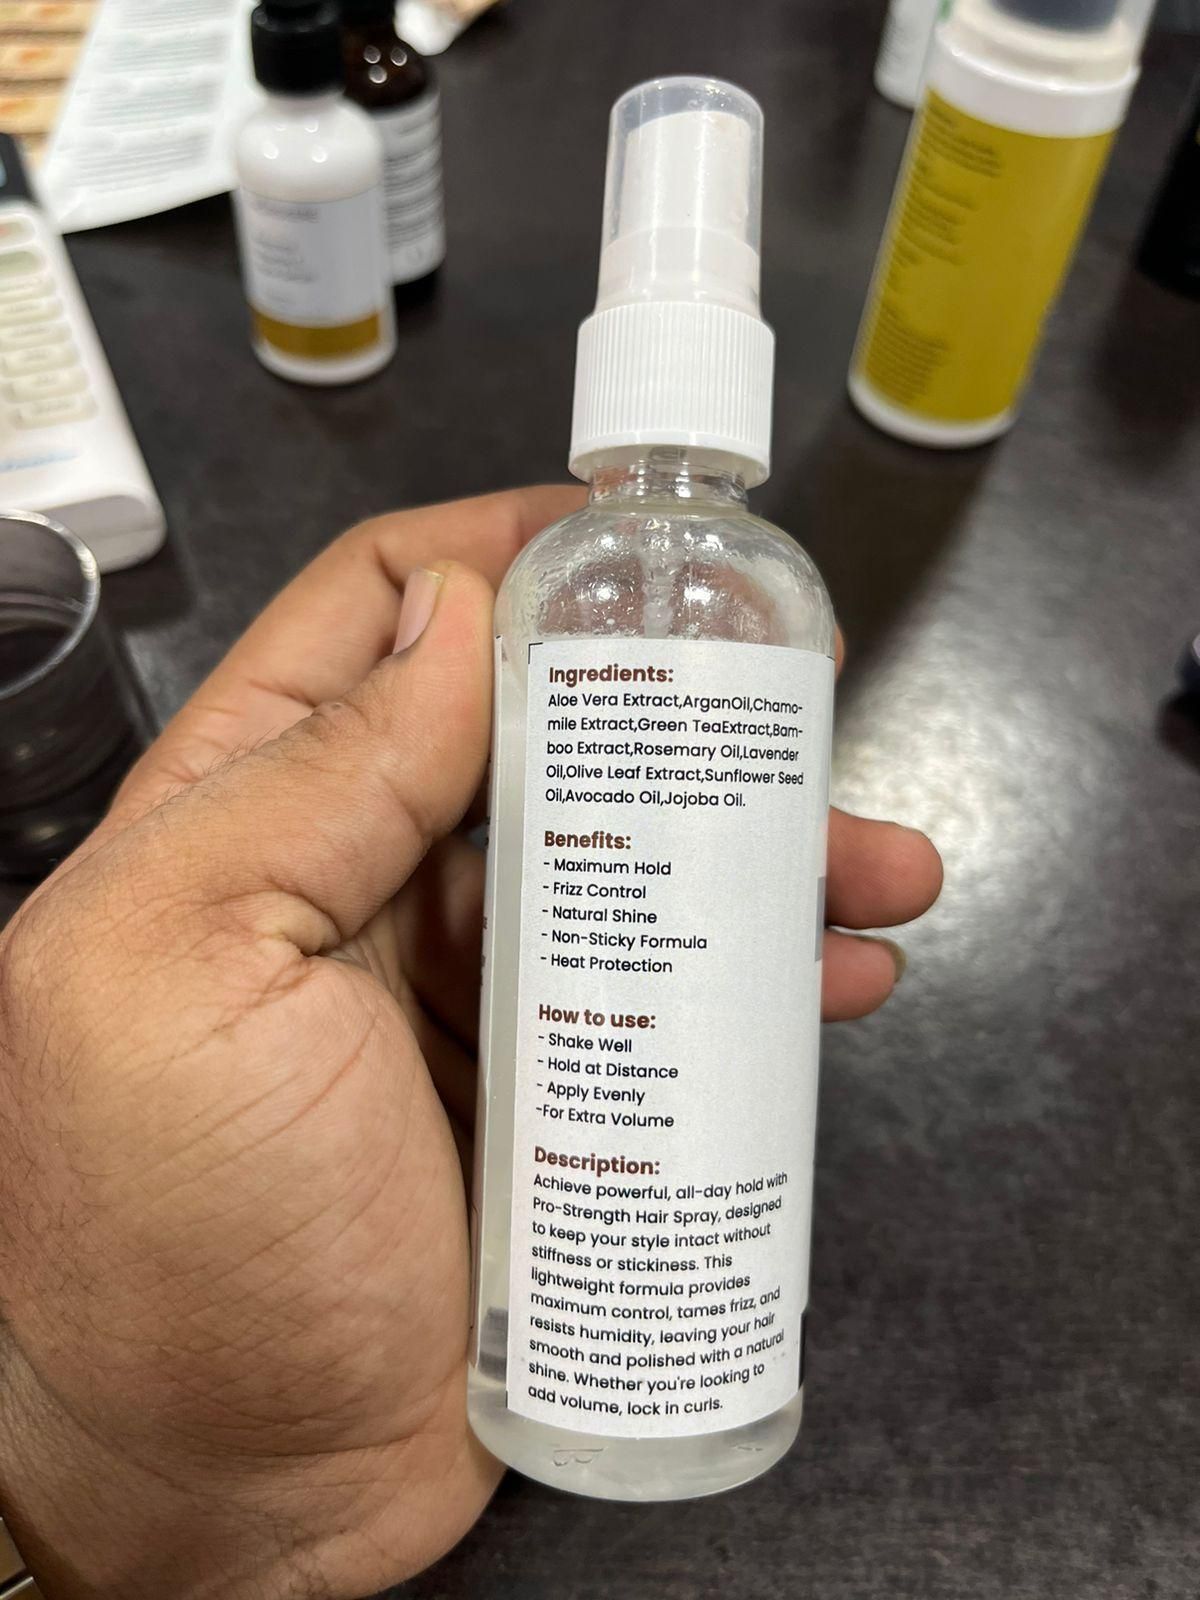 Ingredients:
Aloe Vera Extract,ArganOil,Chamo-
mile Extract,Green TeaExtract,Bam-
boo Extract,Rosemary Oil,Lavender
Oil,Olive Leaf Extract,Sunflower Seed
Oil,Avocado Oil,Jojoba Oil.
Benefits:
- Maximum Hold
- Frizz Control
- Natural Shine
- Non-Sticky Formula
- Heat Protection
How to use:
- Shake Well
- Hold at Distance
- Apply Evenly
-For Extra Volume
Description:
Achieve powerful, all-day hold with
Pro-Strength Hair Spray, designed
to keep your style intact without
stiffness or stickiness. This
lightweight formula provides
maximum control, tames frizz, and
resists humidity, leaving your hair
smooth and polished with a natural
shine. Whether you're looking to
add volume, lock in curls.